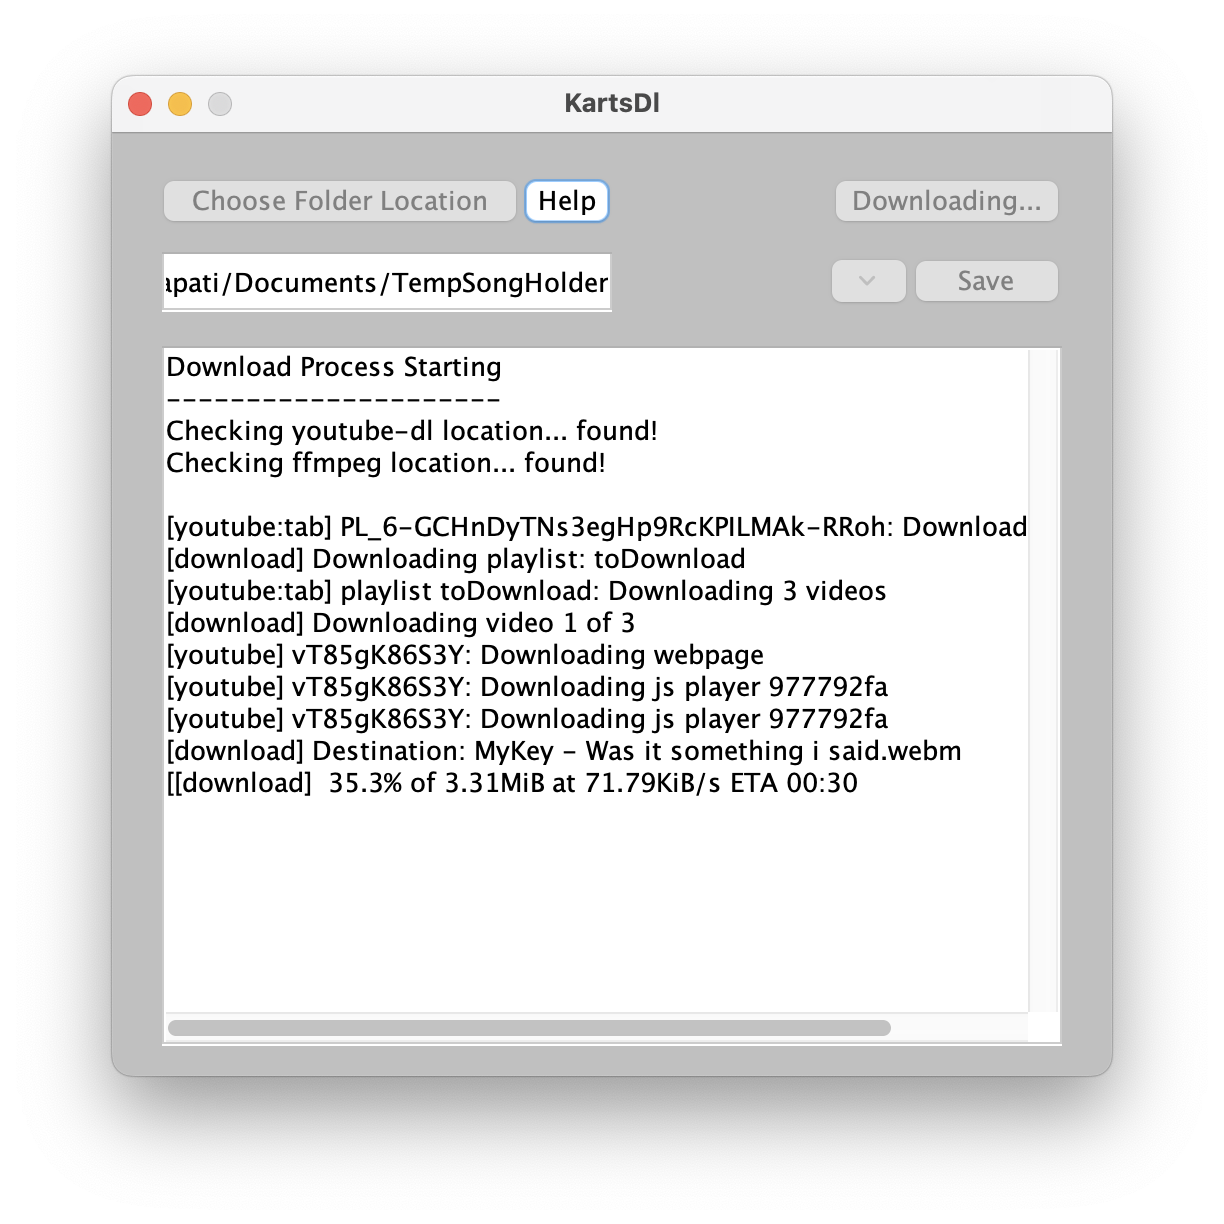 KartsDl
Choose Folder Location Help Downloading...
apati/Documents/TempSongHolder Save
Download Process Starting
---------------------
Checking youtube-dl location... found!
Checking ffmpeg location... found!
[youtube:tab] PL_6-GCHnDyTNs3egHp9RcKPILMAk-RRoh: Download
[download] Downloading playlist: toDownload
[youtube:tab] playlist toDownload: Downloading 3 videos
[download] Downloading video 1 of 3
[youtube] vT85gK86S3Y: Downloading webpage
[youtube] vT85gK86S3Y: Downloading js player 977792fa
[youtube] vT85gK86S3Y: Downloading js player 977792fa
[download] Destination: MyKey - Was it something i said.webm
[[download]  35.3% of 3.31MiB at 71.79KiB/s ETA 00:30